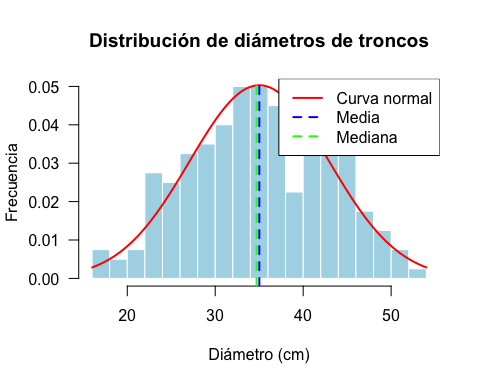 Distribución de diámetros de troncos
Curva normal
Media
Mediana
Frecuencia
0.05
0.04
0.03
0.02
0.01
0.00
20 30 40 50
Diámetro (cm)